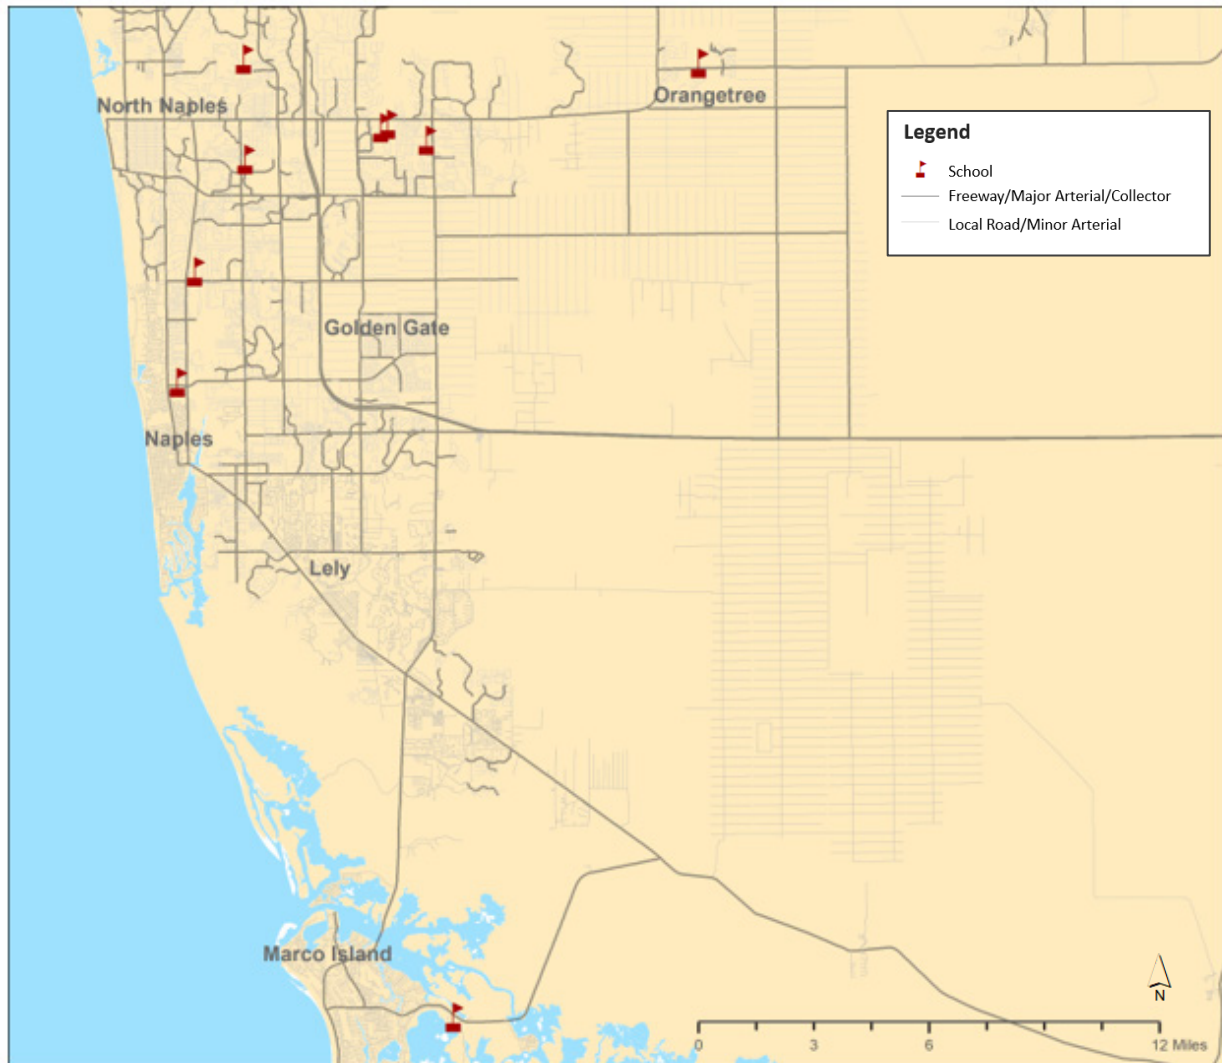 North Naples
Orangetree
Legend
School
Freeway/Major Arterial/Collector
Local Road/Minor Arterial
Golden Gate
Naples
Lely
Marco Island
N
0 3 6 12 Miles